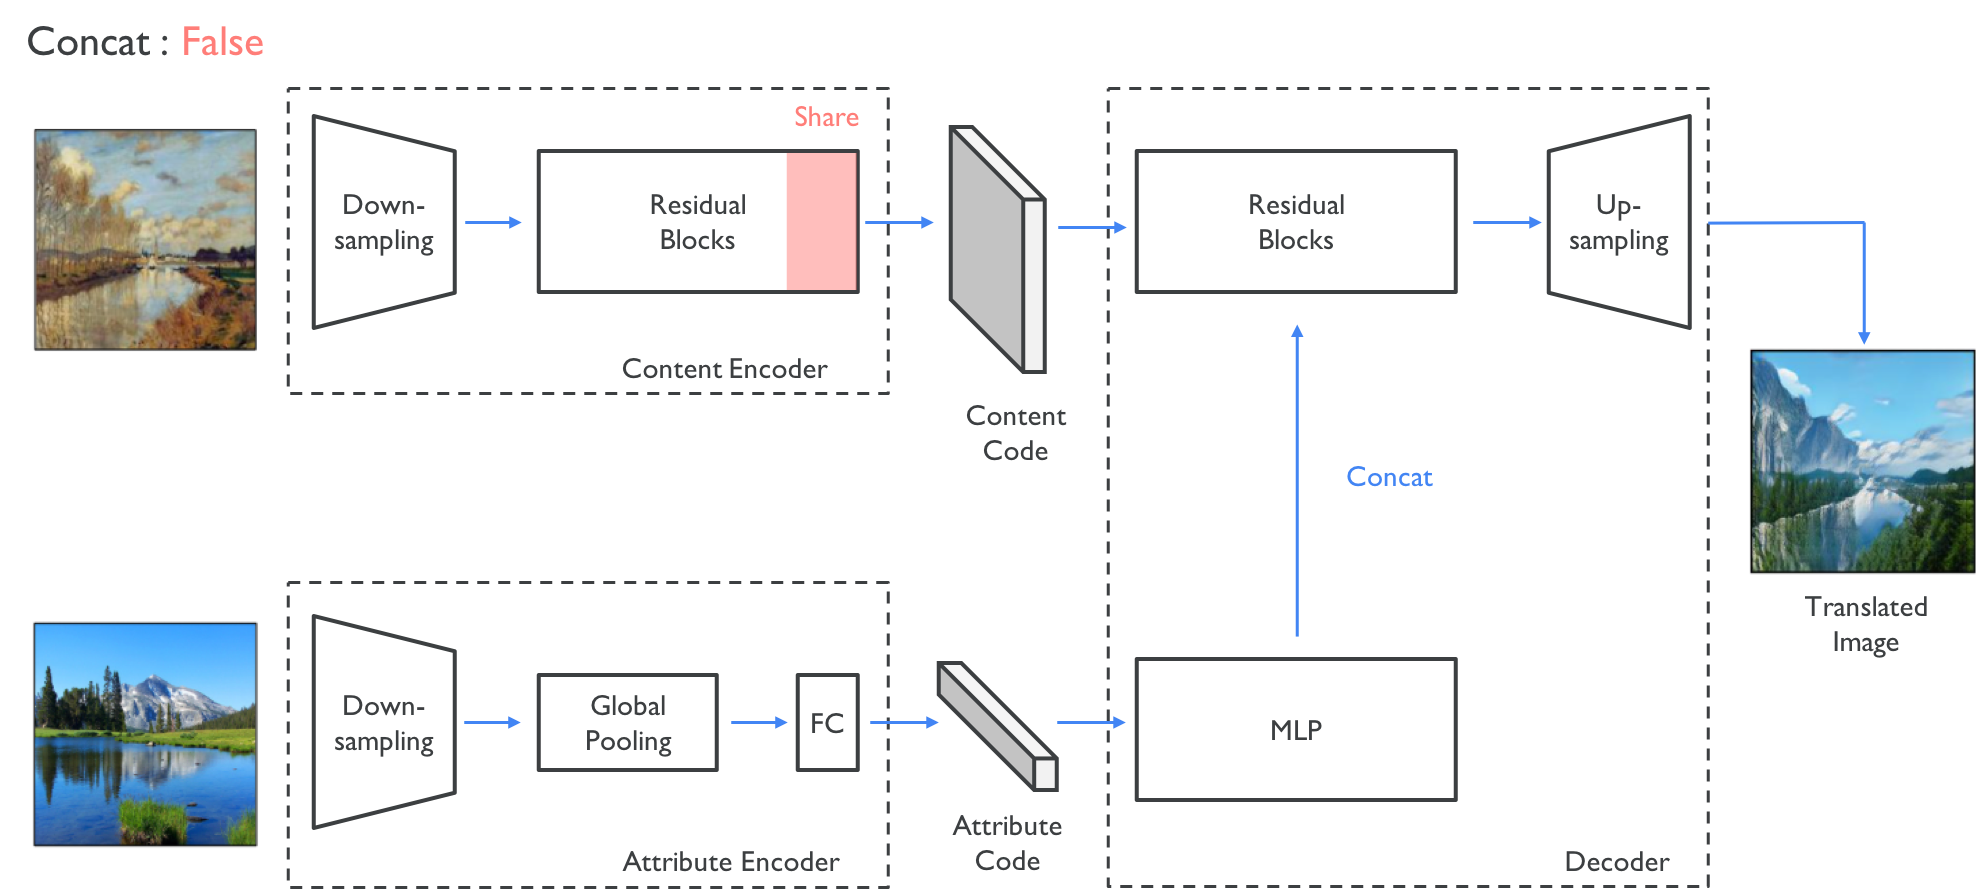 Concat : False
Share
Down-
sampling
Residual
Blocks
Content Encoder
Content
Code
Residual
Blocks
Up-
sampling
Concat
Translated
Image
Down-
sampling
Global
Pooling
FC
Attribute Encoder
Attribute
Code
MLP
Decoder